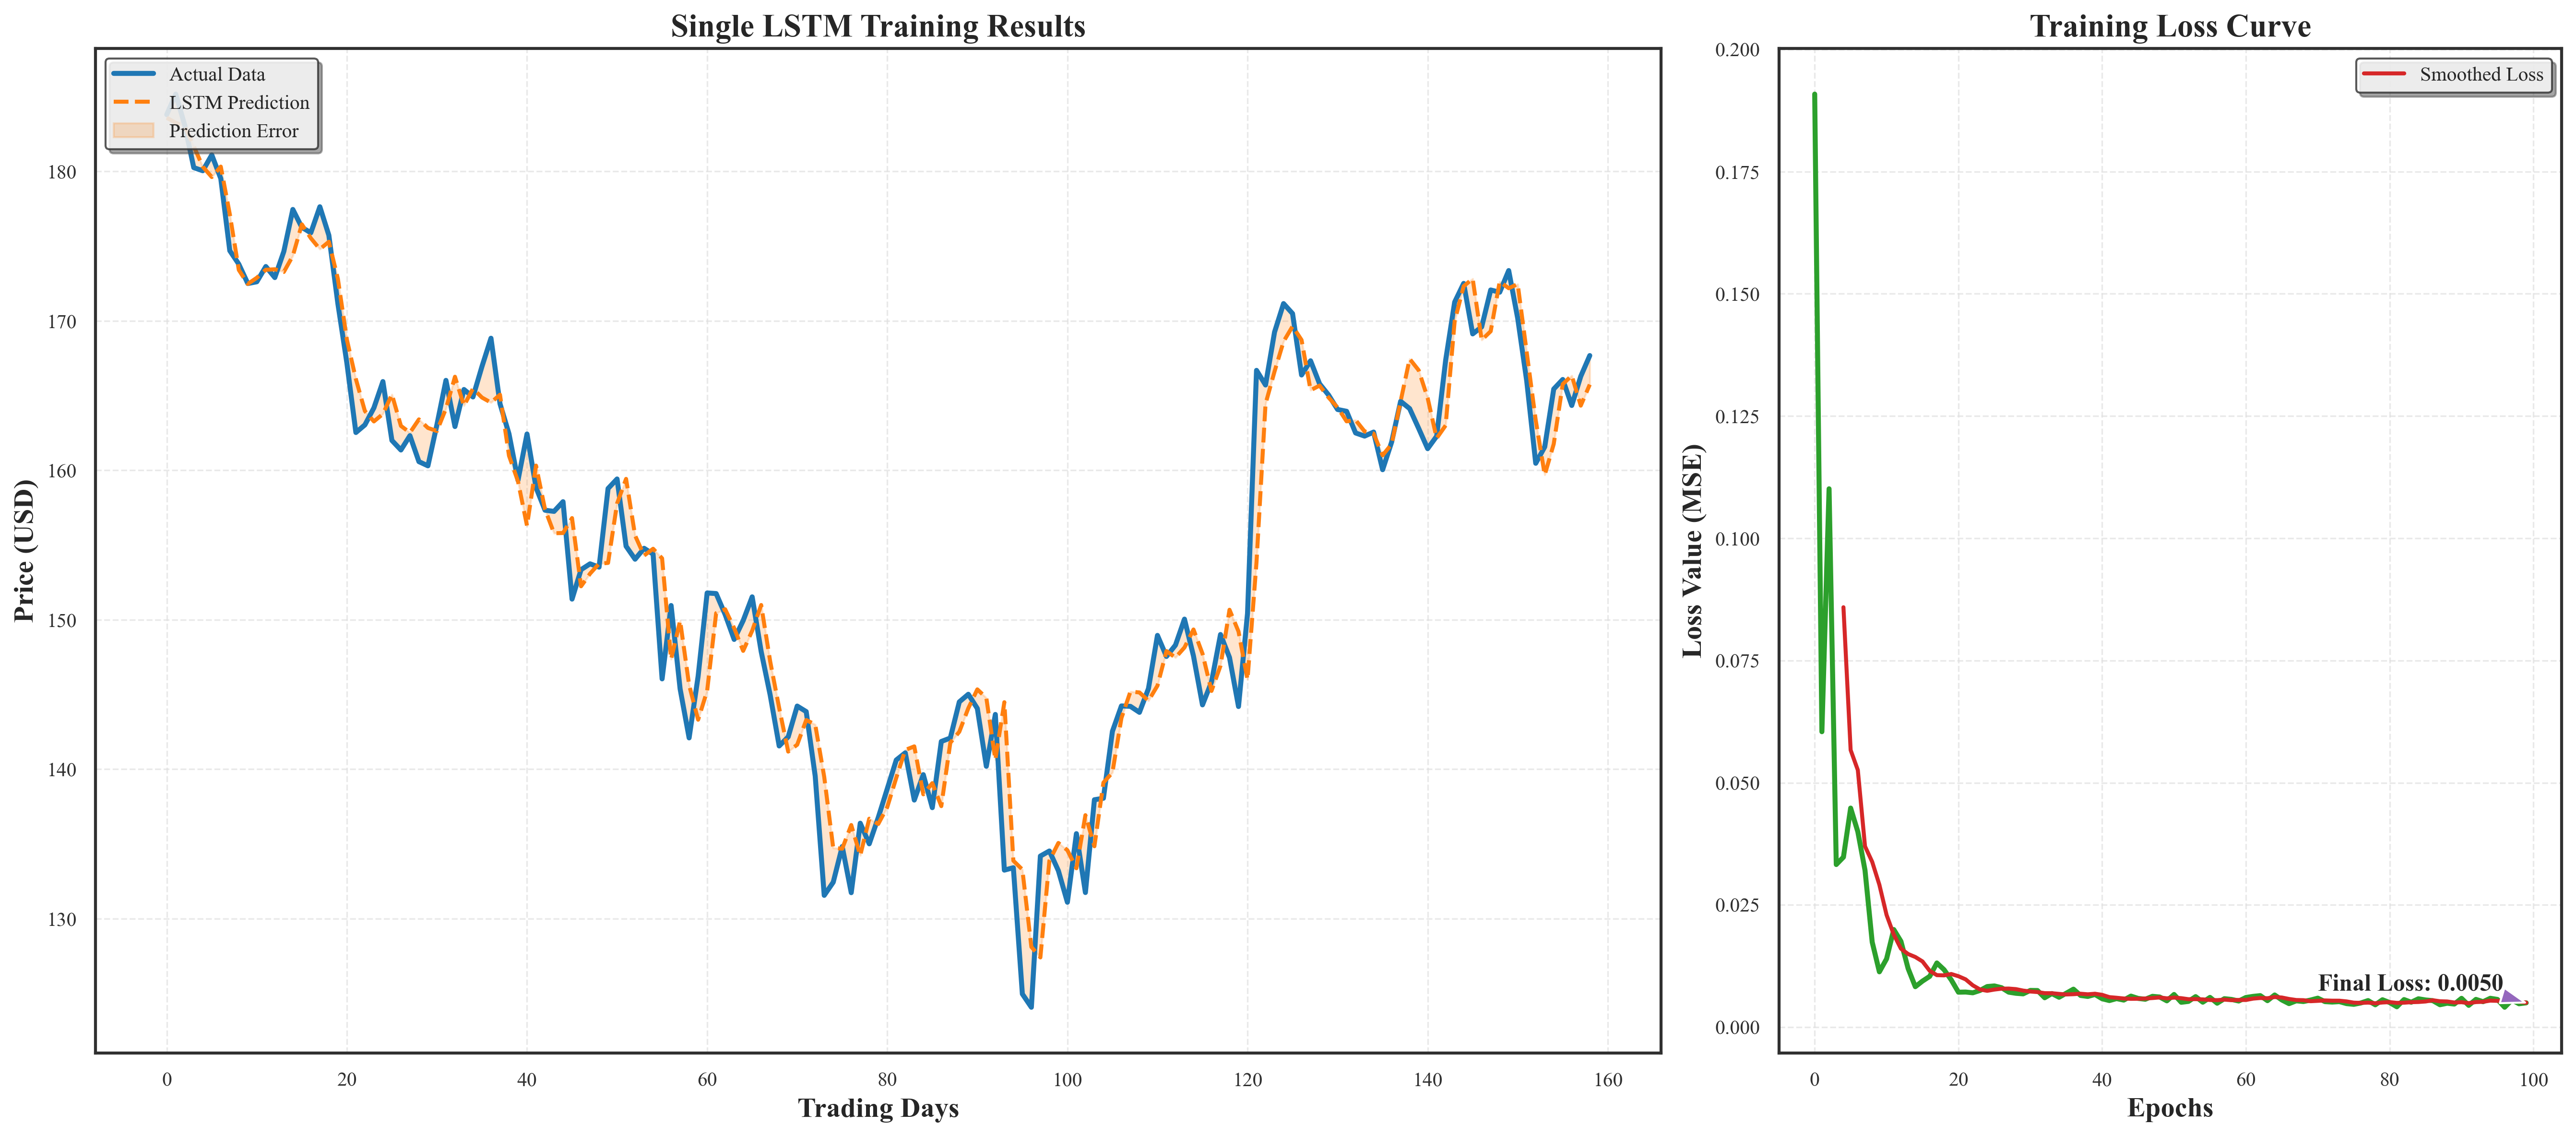 Single LSTM Training Results
Actual Data
LSTM Prediction
Prediction Error
Price (USD)
180
170
160
150
140
130
0 20 40 60 80 100 120 140 160
Trading Days
Training Loss Curve
Smoothed Loss
Loss Value (MSE)
0.200
0.175
0.150
0.125
0.100
0.075
0.050
0.025
0.000
Final Loss: 0.0050
0 20 40 60 80 100
Epochs